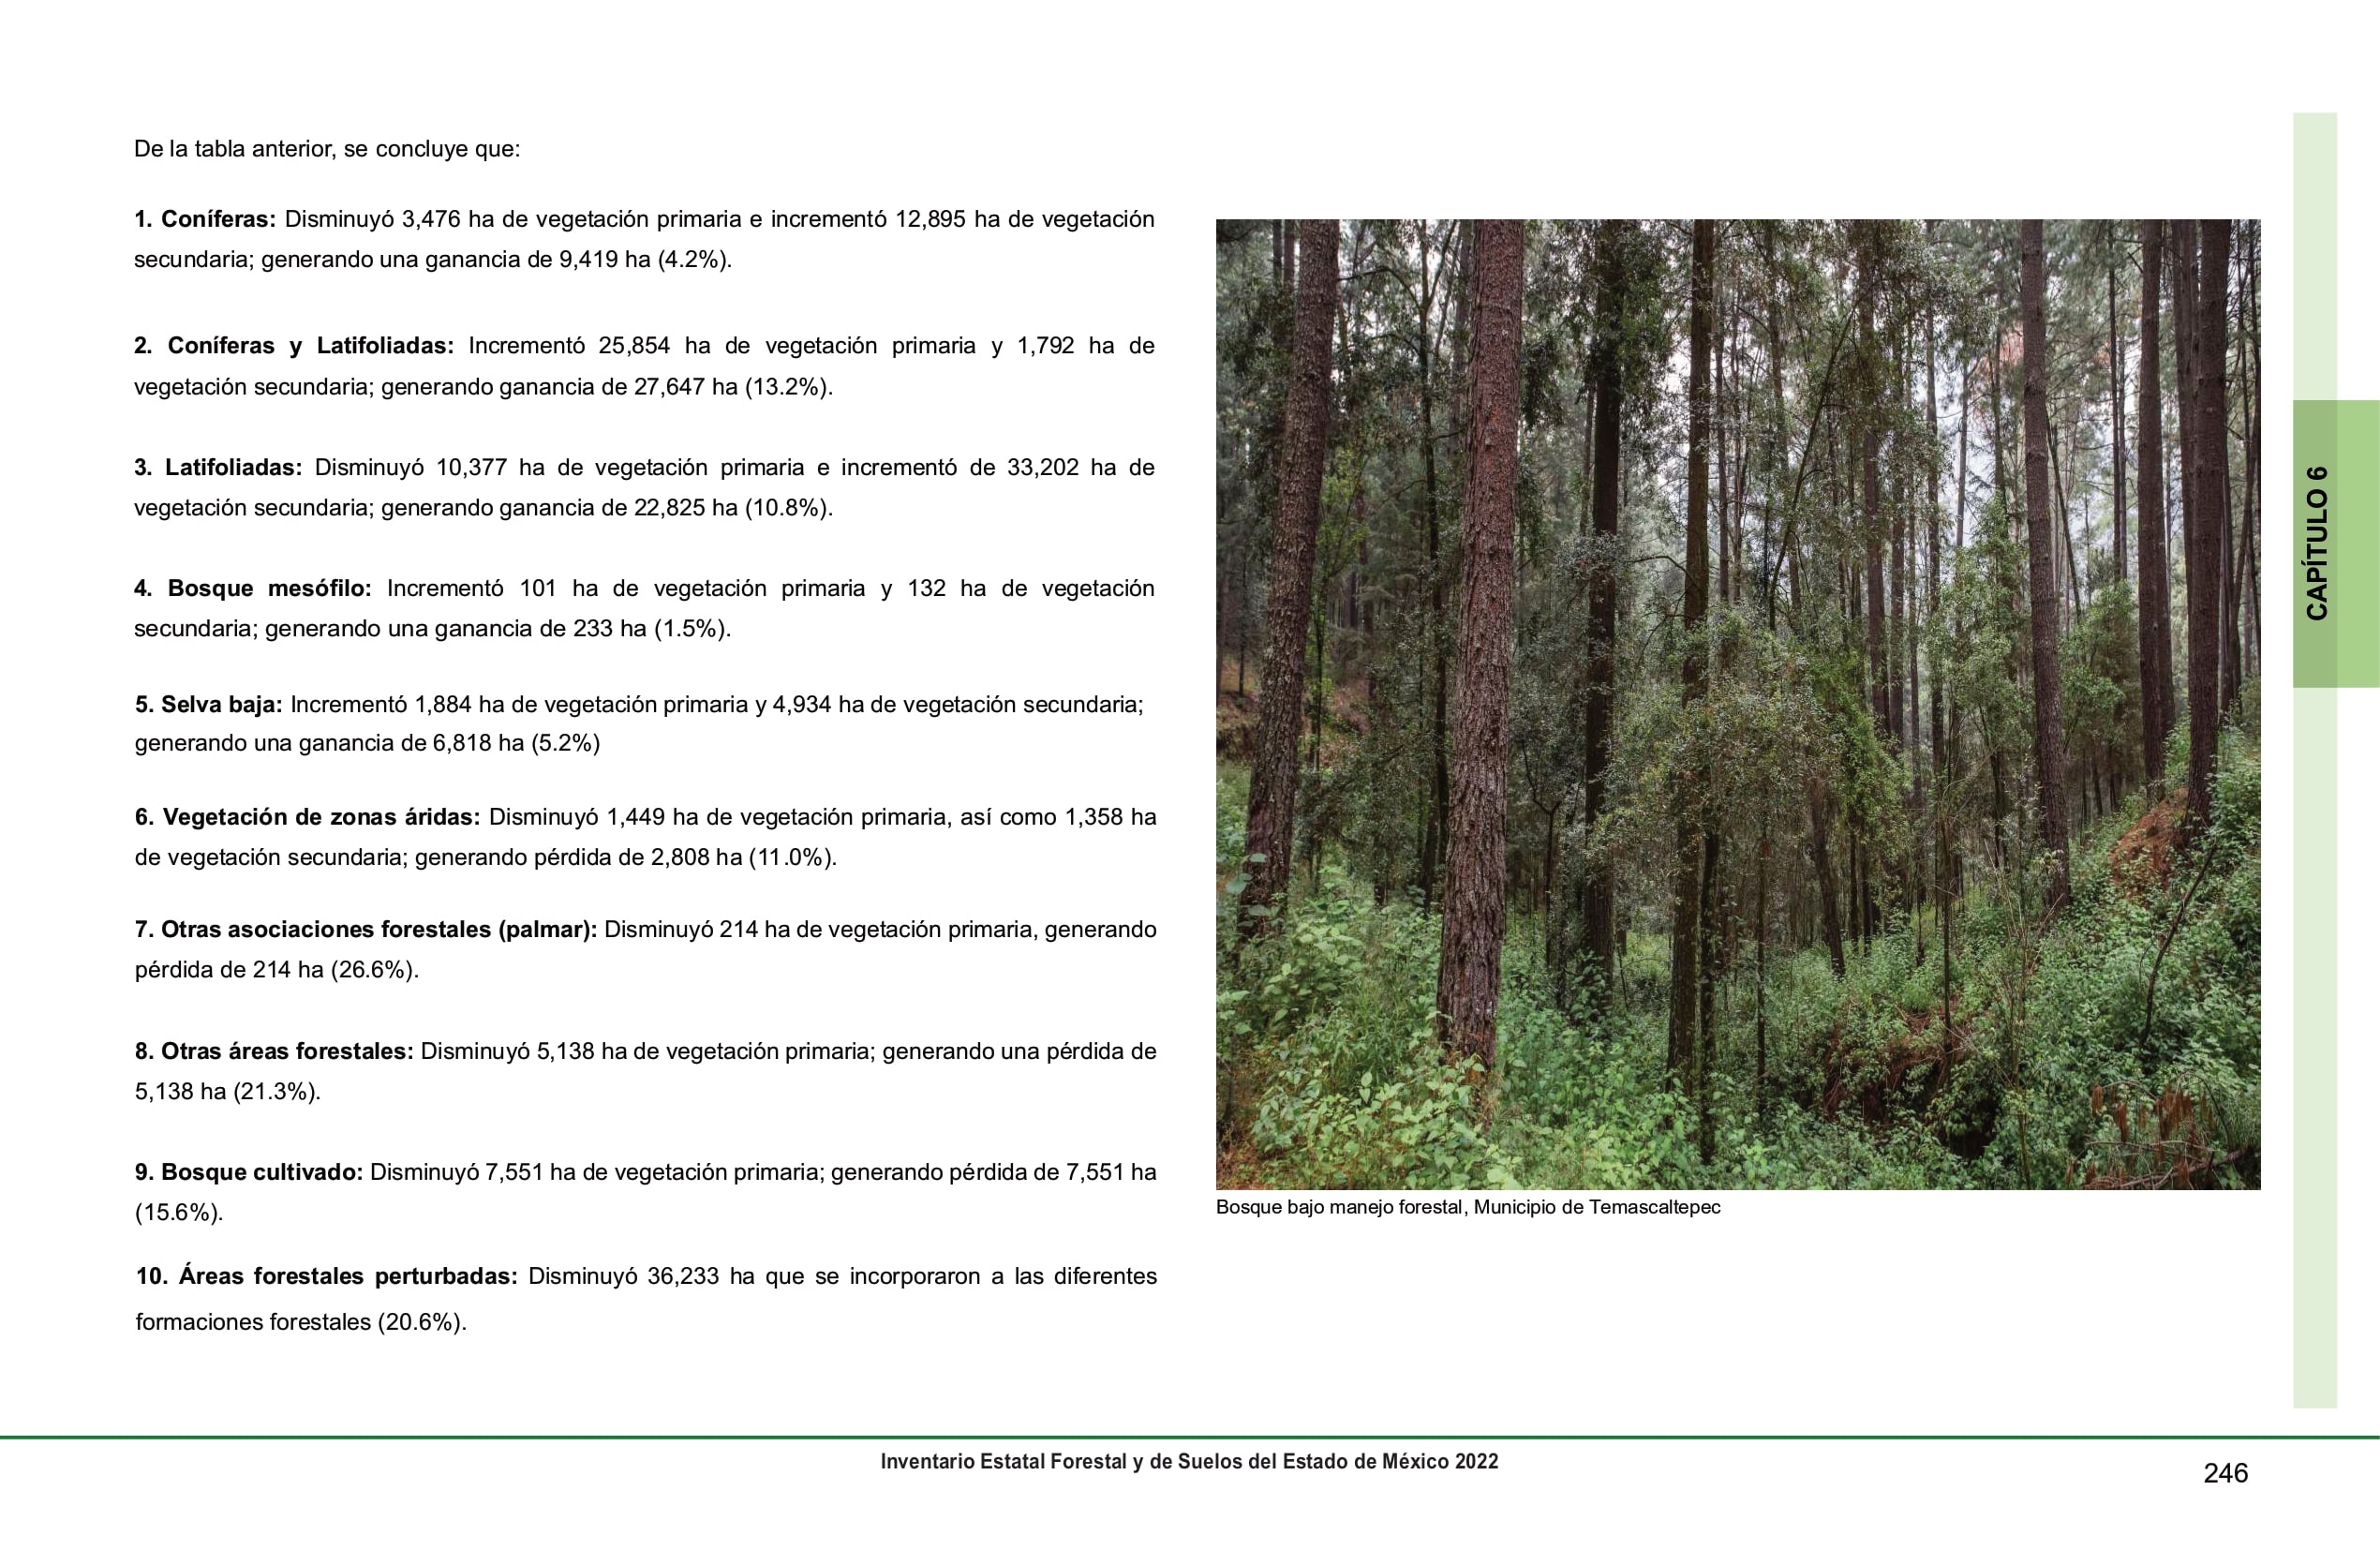 De la tabla anterior, se concluye que:
1. Coníferas: Disminuyó 3,476 ha de vegetación primaria e incrementó 12,895 ha de vegetación
secundaria; generando una ganancia de 9,419 ha (4.2%).
2. Coníferas y Latifoliadas: Incrementó 25,854 ha de vegetación primaria y 1,792 ha de
vegetación secundaria; generando ganancia de 27,647 ha (13.2%).
3. Latifoliadas: Disminuyó 10,377 ha de vegetación primaria e incrementó de 33,202 ha de
vegetación secundaria; generando ganancia de 22,825 ha (10.8%).
4. Bosque mesófilo: Incrementó 101 ha de vegetación primaria y 132 ha de vegetación
secundaria; generando una ganancia de 233 ha (1.5%).
5. Selva baja: Incrementó 1,884 ha de vegetación primaria y 4,934 ha de vegetación secundaria;
generando una ganancia de 6,818 ha (5.2%)
6. Vegetación de zonas áridas: Disminuyó 1,449 ha de vegetación primaria, así como 1,358 ha
de vegetación secundaria; generando pérdida de 2,808 ha (11.0%).
7. Otras asociaciones forestales (palmar): Disminuyó 214 ha de vegetación primaria, generando
pérdida de 214 ha (26.6%).
8. Otras áreas forestales: Disminuyó 5,138 ha de vegetación primaria; generando una pérdida de
5,138 ha (21.3%).
9. Bosque cultivado: Disminuyó 7,551 ha de vegetación primaria; generando pérdida de 7,551 ha
(15.6%).
10. Áreas forestales perturbadas: Disminuyó 36,233 ha que se incorporaron a las diferentes
formaciones forestales (20.6%).
Bosque bajo manejo forestal, Municipio de Temascaltepec
CAPÍTULO 6
Inventario Estatal Forestal y de Suelos del Estado de México 2022
246